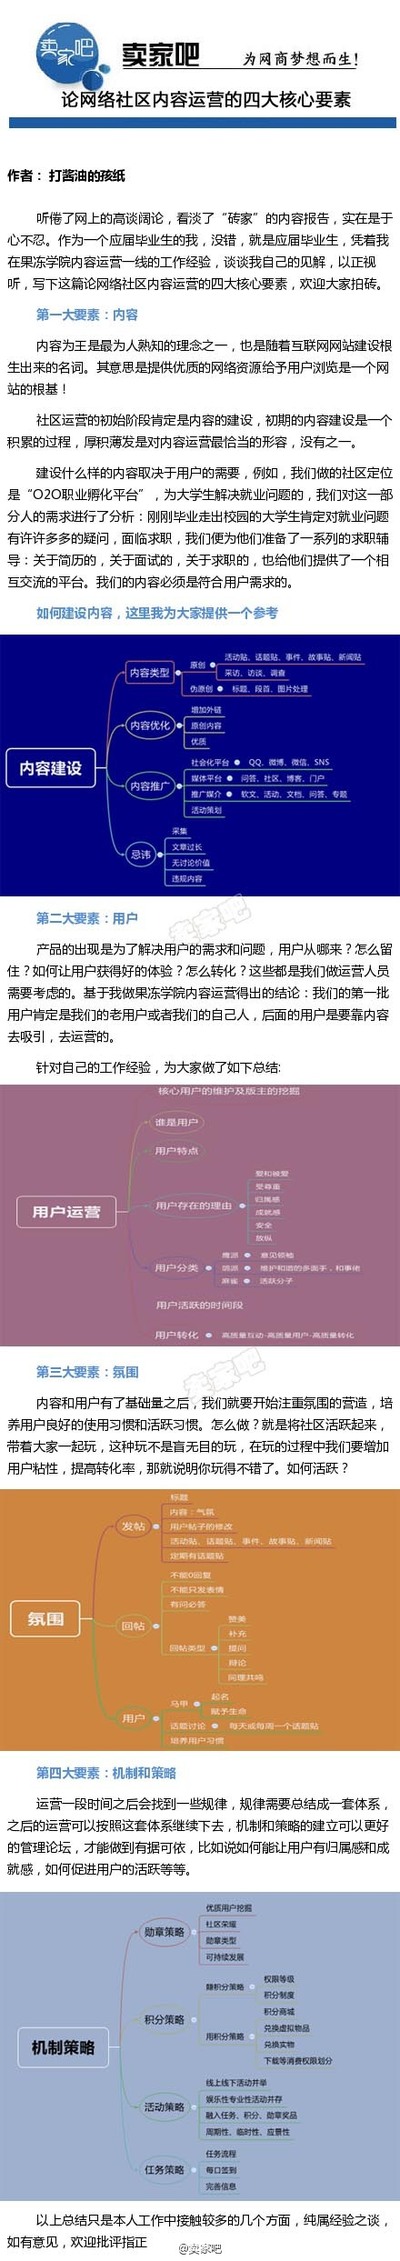 卖家吧
卖家吧
为网商梦想而生！
论网络社区内容运营的四大核心要素
作者： 打酱油的孩纸
听倦了网上的高谈阔论，看淡了“砖家”的内容报告，实在是于
心不忍。作为一个应届毕业生的我，没错，就是应届毕业生，凭着我
在果冻学院内容运营一线的工作经验，谈谈我自己的见解，以正视
听，写下这篇论网络社区内容运营的四大核心要素，欢迎大家拍砖。
第一大要素：内容
内容为王是最为人熟知的理念之一，也是随着互联网网站建设根
生出来的名词。其意思是提供优质的网络资源给予用户浏览是一个网
站的根基！
社区运营的初始阶段肯定是内容的建设，初期的内容建设是一个
积累的过程，厚积薄发是对内容运营最恰当的形容，没有之一。
建设什么样的内容取决于用户的需要，例如，我们做的社区定位
是“O2O职业孵化平台”，为大学生解决就业问题的，我们对这一部
分人的需求进行了分析：刚刚毕业走出校园的大学生肯定对就业问题
有许许多多的疑问，面临求职，我们便为他们准备了一系列的求职辅
导：关于简历的，关于面试的，关于求职的，也给他们提供了一个相
互交流的平台。我们的内容必须是符合用户需求的。
如何建设内容，这里我为大家提供一个参考
内容建设
内容类型
原创
活动贴、话题贴、事件、故事贴、新闻贴
采访、访谈、调查
伪原创
标题、段首、图片处理
内容优化
增加外链
原创内容
优质
内容推广
社会化平台
QQ、微博、微信、SNS
媒体平台
问答、社区、博客、门户
推广媒介
软文、活动、文档、问答、专题
活动策划
忌讳
采集
文章过长
无讨论价值
违规内容
第二大要素：用户
卖家吧
产品的出现是为了解决用户的需求和问题，用户从哪来？怎么留
住？如何让用户获得好的体验？怎么转化？这些都是我们做运营人员
需要考虑的。基于我做果冻学院内容运营得出的结论：我们的第一批
用户肯定是我们的老用户或者我们的自己人，后面的用户是要靠内容
去吸引，去运营的。
针对自己的工作经验，为大家做了如下总结:
用户运营
核心用户的维护及版主的挖掘
谁是用户
用户特点
用户存在的理由
爱和被爱
受尊重
归属感
成就感
安全
放纵
用户分类
鹰派
意见领袖
鸽派
维护和谐的多面手，和事佬
麻雀
活跃分子
用户活跃的时间段
用户转化
高质量互动-高质量用户-高质量转化
第三大要素：氛围
卖家吧
内容和用户有了基础量之后，我们就要开始注重氛围的营造，培
养用户良好的使用习惯和活跃习惯。怎么做？就是将社区活跃起来，
带着大家一起玩，这种玩不是盲无目的玩，在玩的过程中我们要增加
用户粘性，提高转化率，那就说明你玩得不错了。如何活跃？
氛围
发帖
标题
内容：气氛
用户帖子的修改
活动贴、话题贴、事件、故事贴、新闻贴
定期有话题贴
回帖
不能0回复
不能只发表情
有问必答
回帖类型
赞美
补充
提问
辩论
同理共鸣
用户
马甲
起名
赋予生命
话题讨论
每天或每周一个话题贴
培养用户习惯
第四大要素：机制和策略
运营一段时间之后会找到一些规律，规律需要总结成一套体系，
之后的运营可以按照这套体系继续下去，机制和策略的建立可以更好
的管理论坛，才能做到有据可依，比如说如何能让用户有归属感和成
就感，如何促进用户的活跃等等。
机制策略
勋章策略
优质用户挖掘
社区荣耀
勋章类型
可持续发展
积分策略
赚积分策略
权限等级
积分制度
用积分策略
积分商城
兑换虚拟物品
兑换实物
下载等消费权限划分
活动策略
线上线下活动并举
娱乐性专业性活动并存
融入任务、积分、勋章奖品
周期性、临时性、应景性
任务策略
任务流程
每日签到
完善信息
以上总结只是本人工作中接触较多的几个方面，纯属经验之谈，
如有意见，欢迎批评指正
@卖家吧